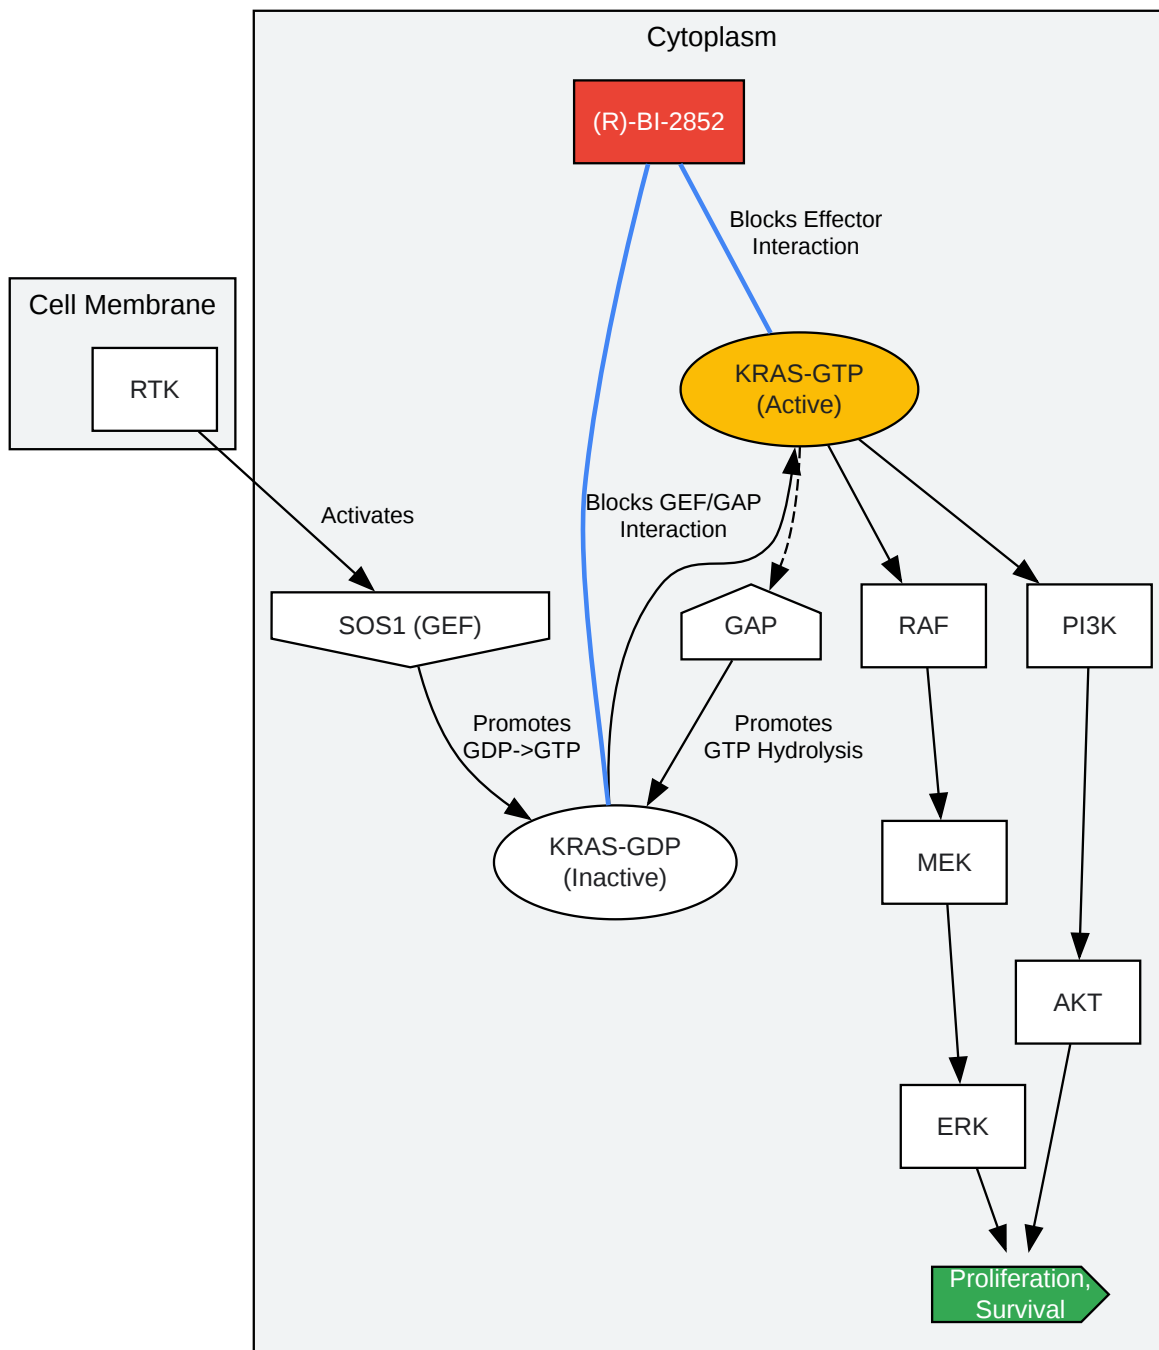 Cytoplasm
(R)-BI-2852
Blocks Effector
Interaction
Cell Membrane
RTK
KRAS-GTP
(Active)
Activates
Blocks GEF/GAP
Interaction
SOS1 (GEF)
GAP
RAF
PI3K
Promotes
GDP->GTP
Promotes
GTP Hydrolysis
KRAS-GDP
(Inactive)
MEK
AKT
ERK
Proliferation,
Survival